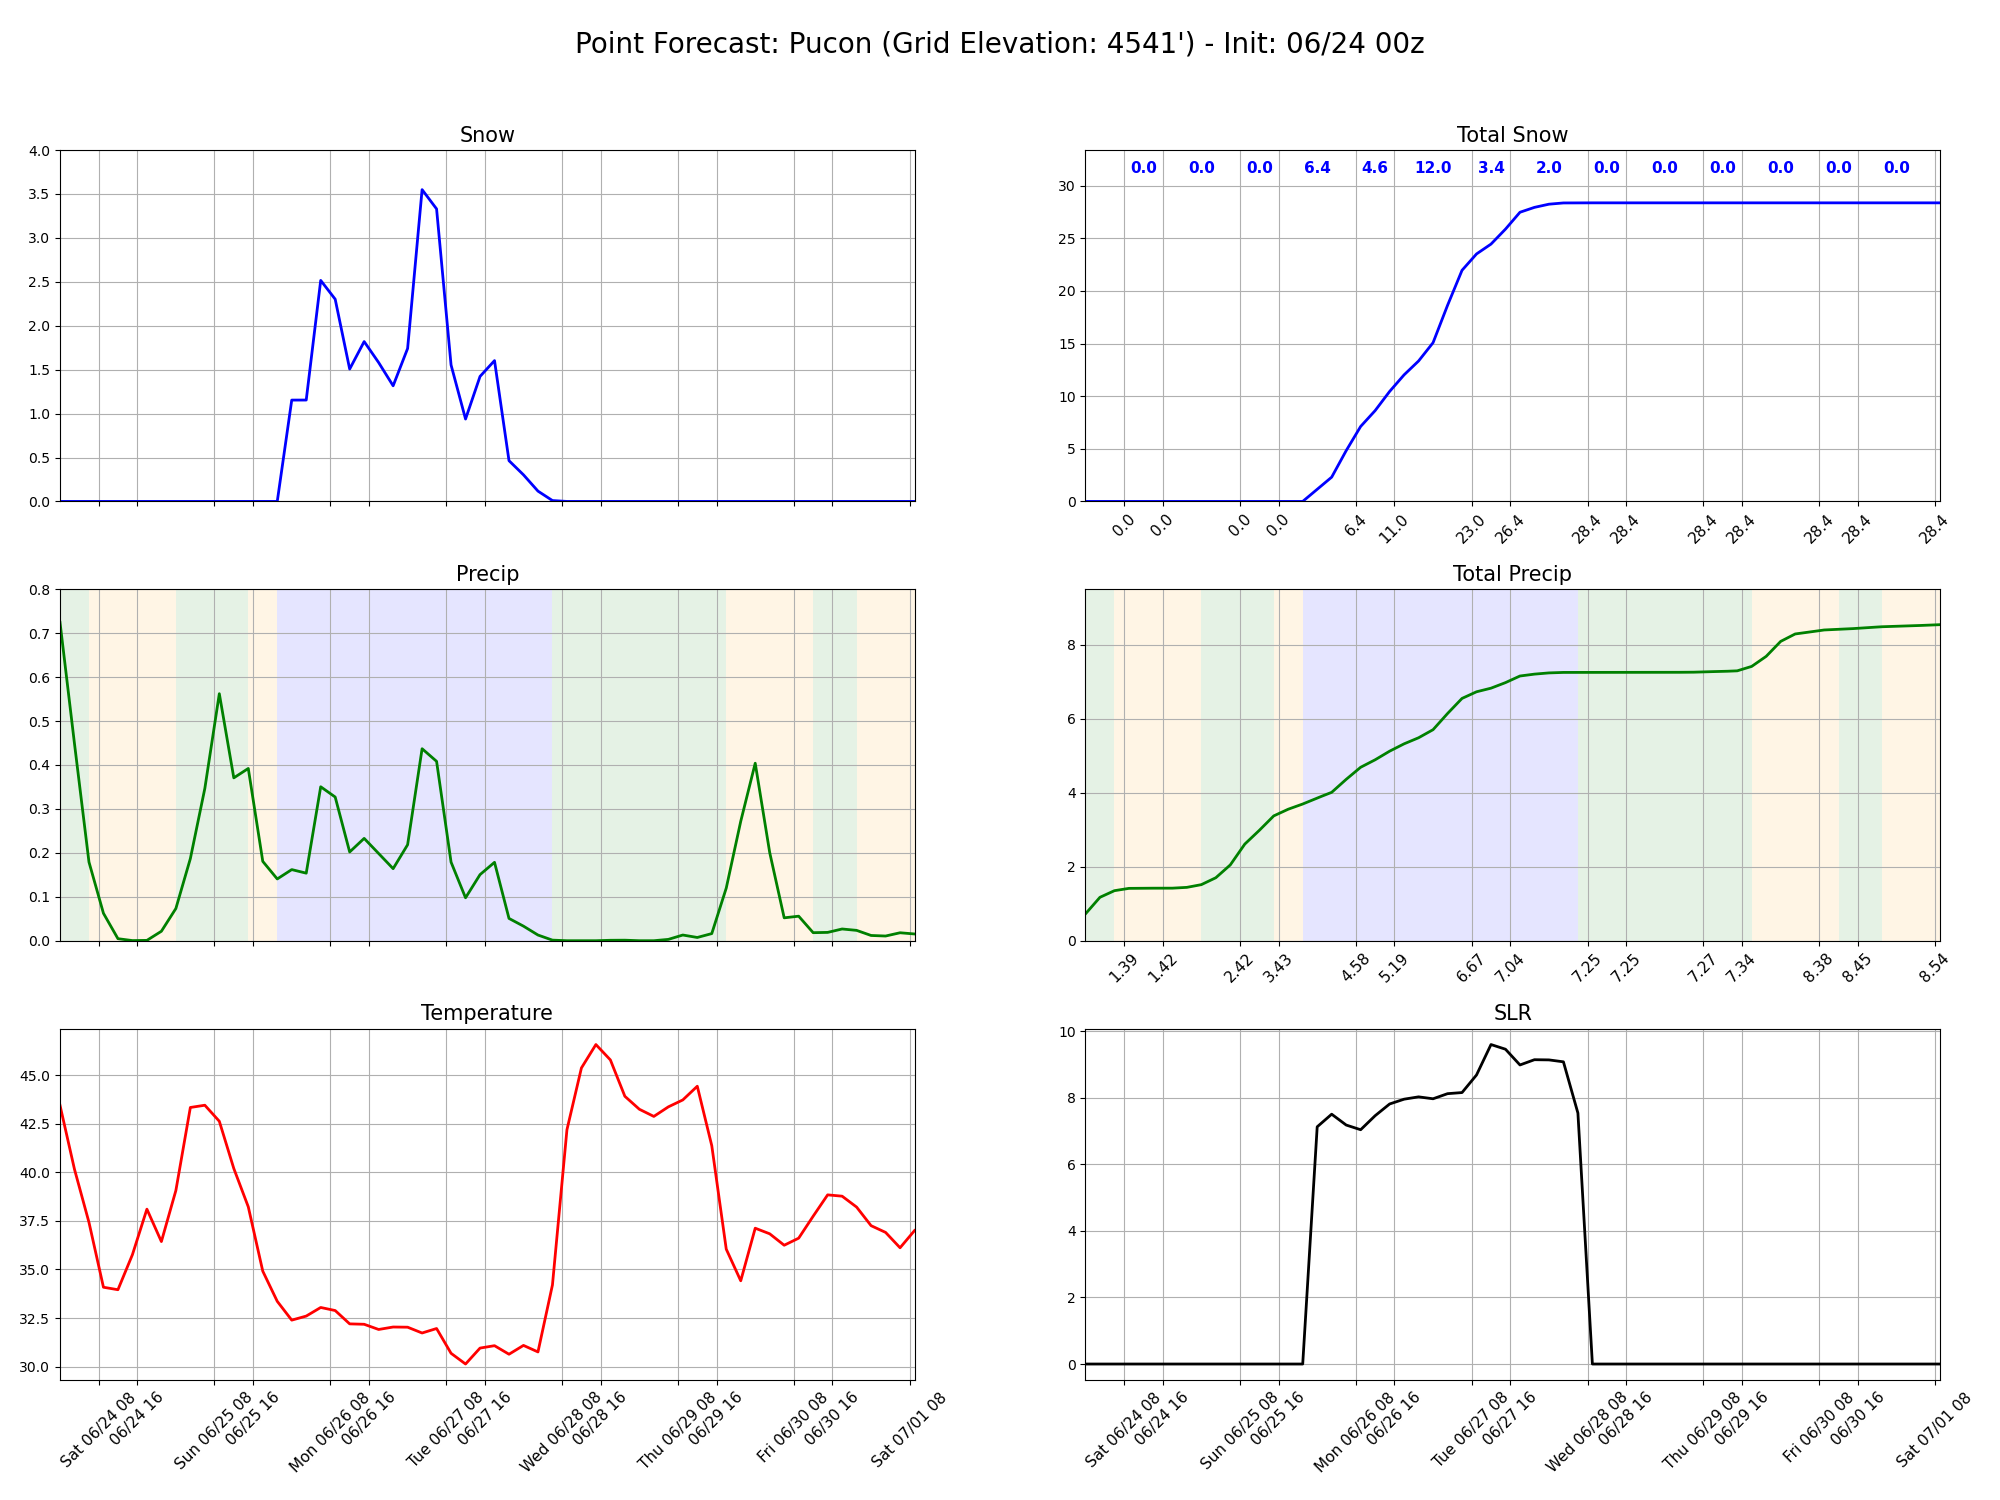 Point Forecast: Pucon (Grid Elevation: 4541') - Init: 06/24 00z
Snow
4.0
3.5
3.0
2.5
2.0
1.5
1.0
0.5
0.0
Total Snow
0.0 0.0 0.0 6.4 4.6 12.0 3.4 2.0 0.0 0.0 0.0 0.0 0.0 0.0
30
25
20
15
10
5
0
0.0 0.0 0.0 0.0 6.4 11.0 23.0 26.4 28.4 28.4 28.4 28.4 28.4 28.4 28.4
Precip
0.8
0.7
0.6
0.5
0.4
0.3
0.2
0.1
0.0
Total Precip
8
6
4
2
0
1.39 1.42 2.42 3.43 4.58 5.19 6.67 7.04 7.25 7.25 7.27 7.34 8.38 8.45 8.54
Temperature
45.0
42.5
40.0
37.5
35.0
32.5
30.0
Sat 06/24 08
06/24 16
Sun 06/25 08
06/25 16
Mon 06/26 08
06/26 16
Tue 06/27 08
06/27 16
Wed 06/28 08
06/28 16
Thu 06/29 08
06/29 16
Fri 06/30 08
06/30 16
Sat 07/01 08
SLR
10
8
6
4
2
0
Sat 06/24 08
06/24 16
Sun 06/25 08
06/25 16
Mon 06/26 08
06/26 16
Tue 06/27 08
06/27 16
Wed 06/28 08
06/28 16
Thu 06/29 08
06/29 16
Fri 06/30 08
06/30 16
Sat 07/01 08